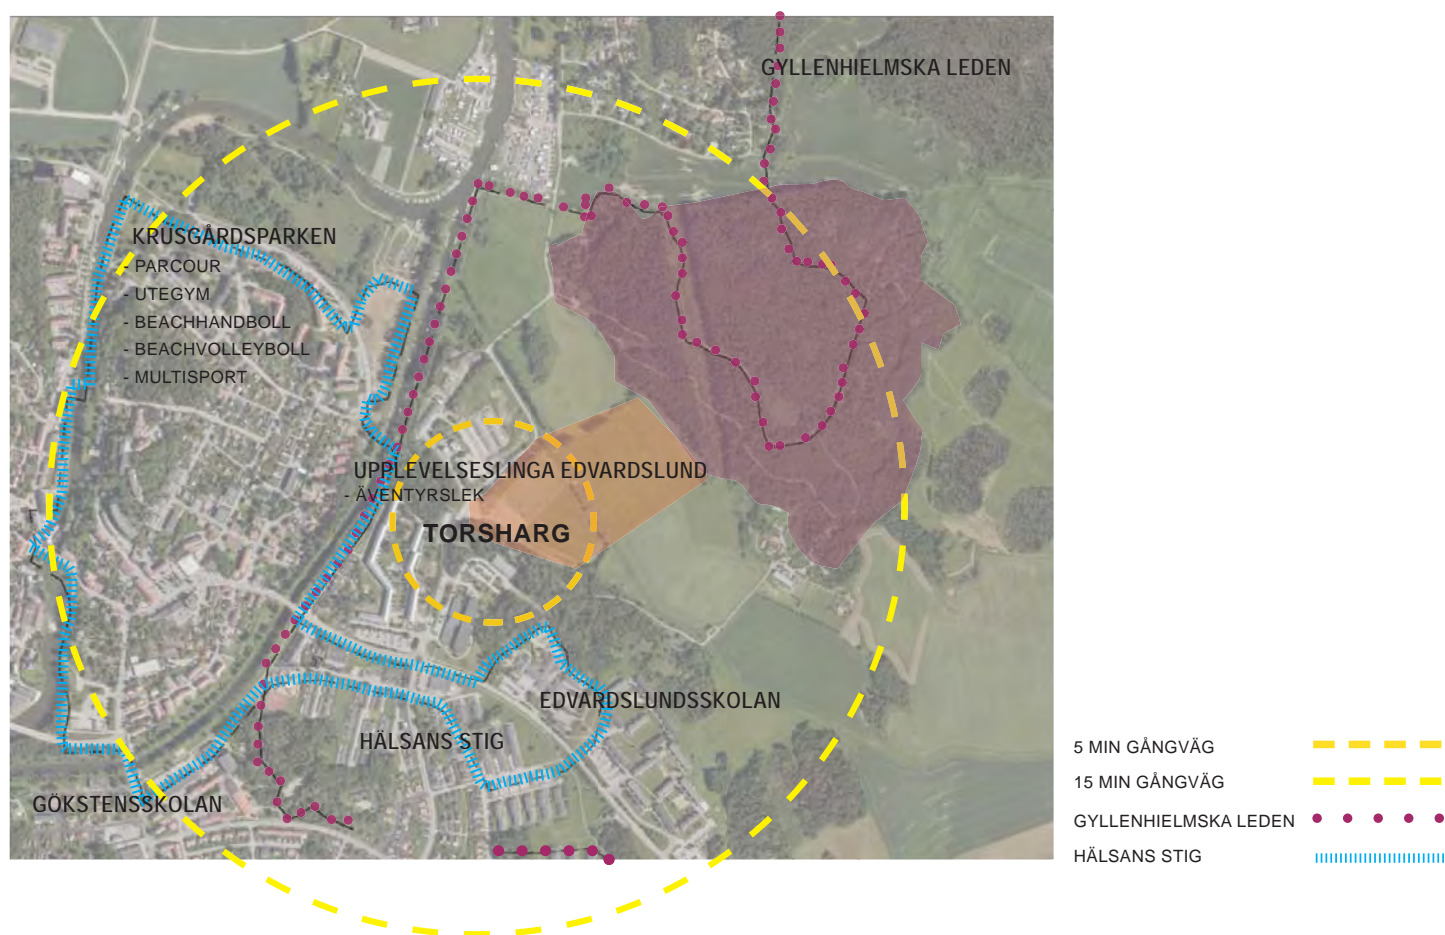 GYLLENHIELMSKA LEDEN
KRUSGÅRDSPARKEN
- PARCOUR
- UTEGYM
- BEACHHANDBOLL
- BEACHVOLLEYBOLL
- MULTISPORT
UPPLEVELSESLINGA EDVARDSLUND
- ÄVENTYRSLEK
TORSHARG
EDVARDSLUNDSSKOLAN
HÄLSANS STIG
GÖKSTENSSKOLAN
5 MIN GÅNGVÄG
15 MIN GÅNGVÄG
GYLLENHIELMSKA LEDEN
HÄLSANS STIG